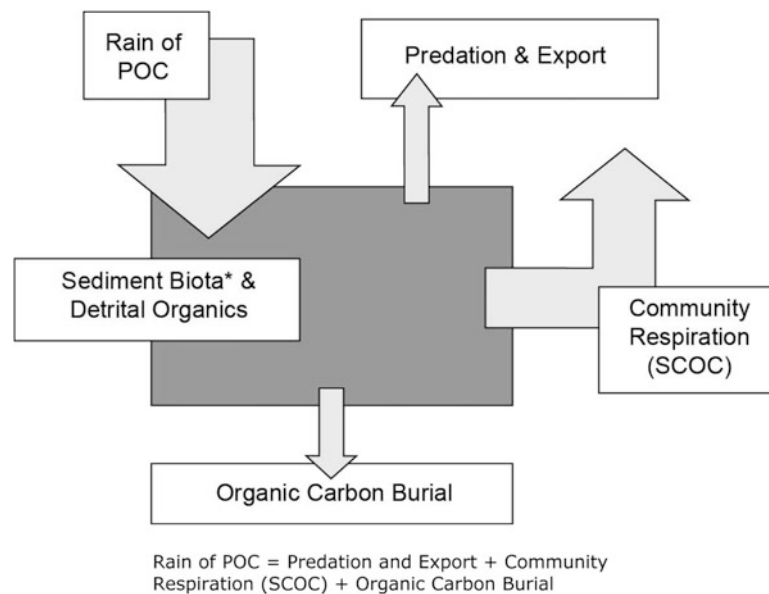 Rain of
POC
Predation & Export
Sediment Biota* &
Detrital Organics
Community
Respiration
(SCOC)
Organic Carbon Burial
Rain of POC = Predation and Export + Community
Respiration (SCOC) + Organic Carbon Burial